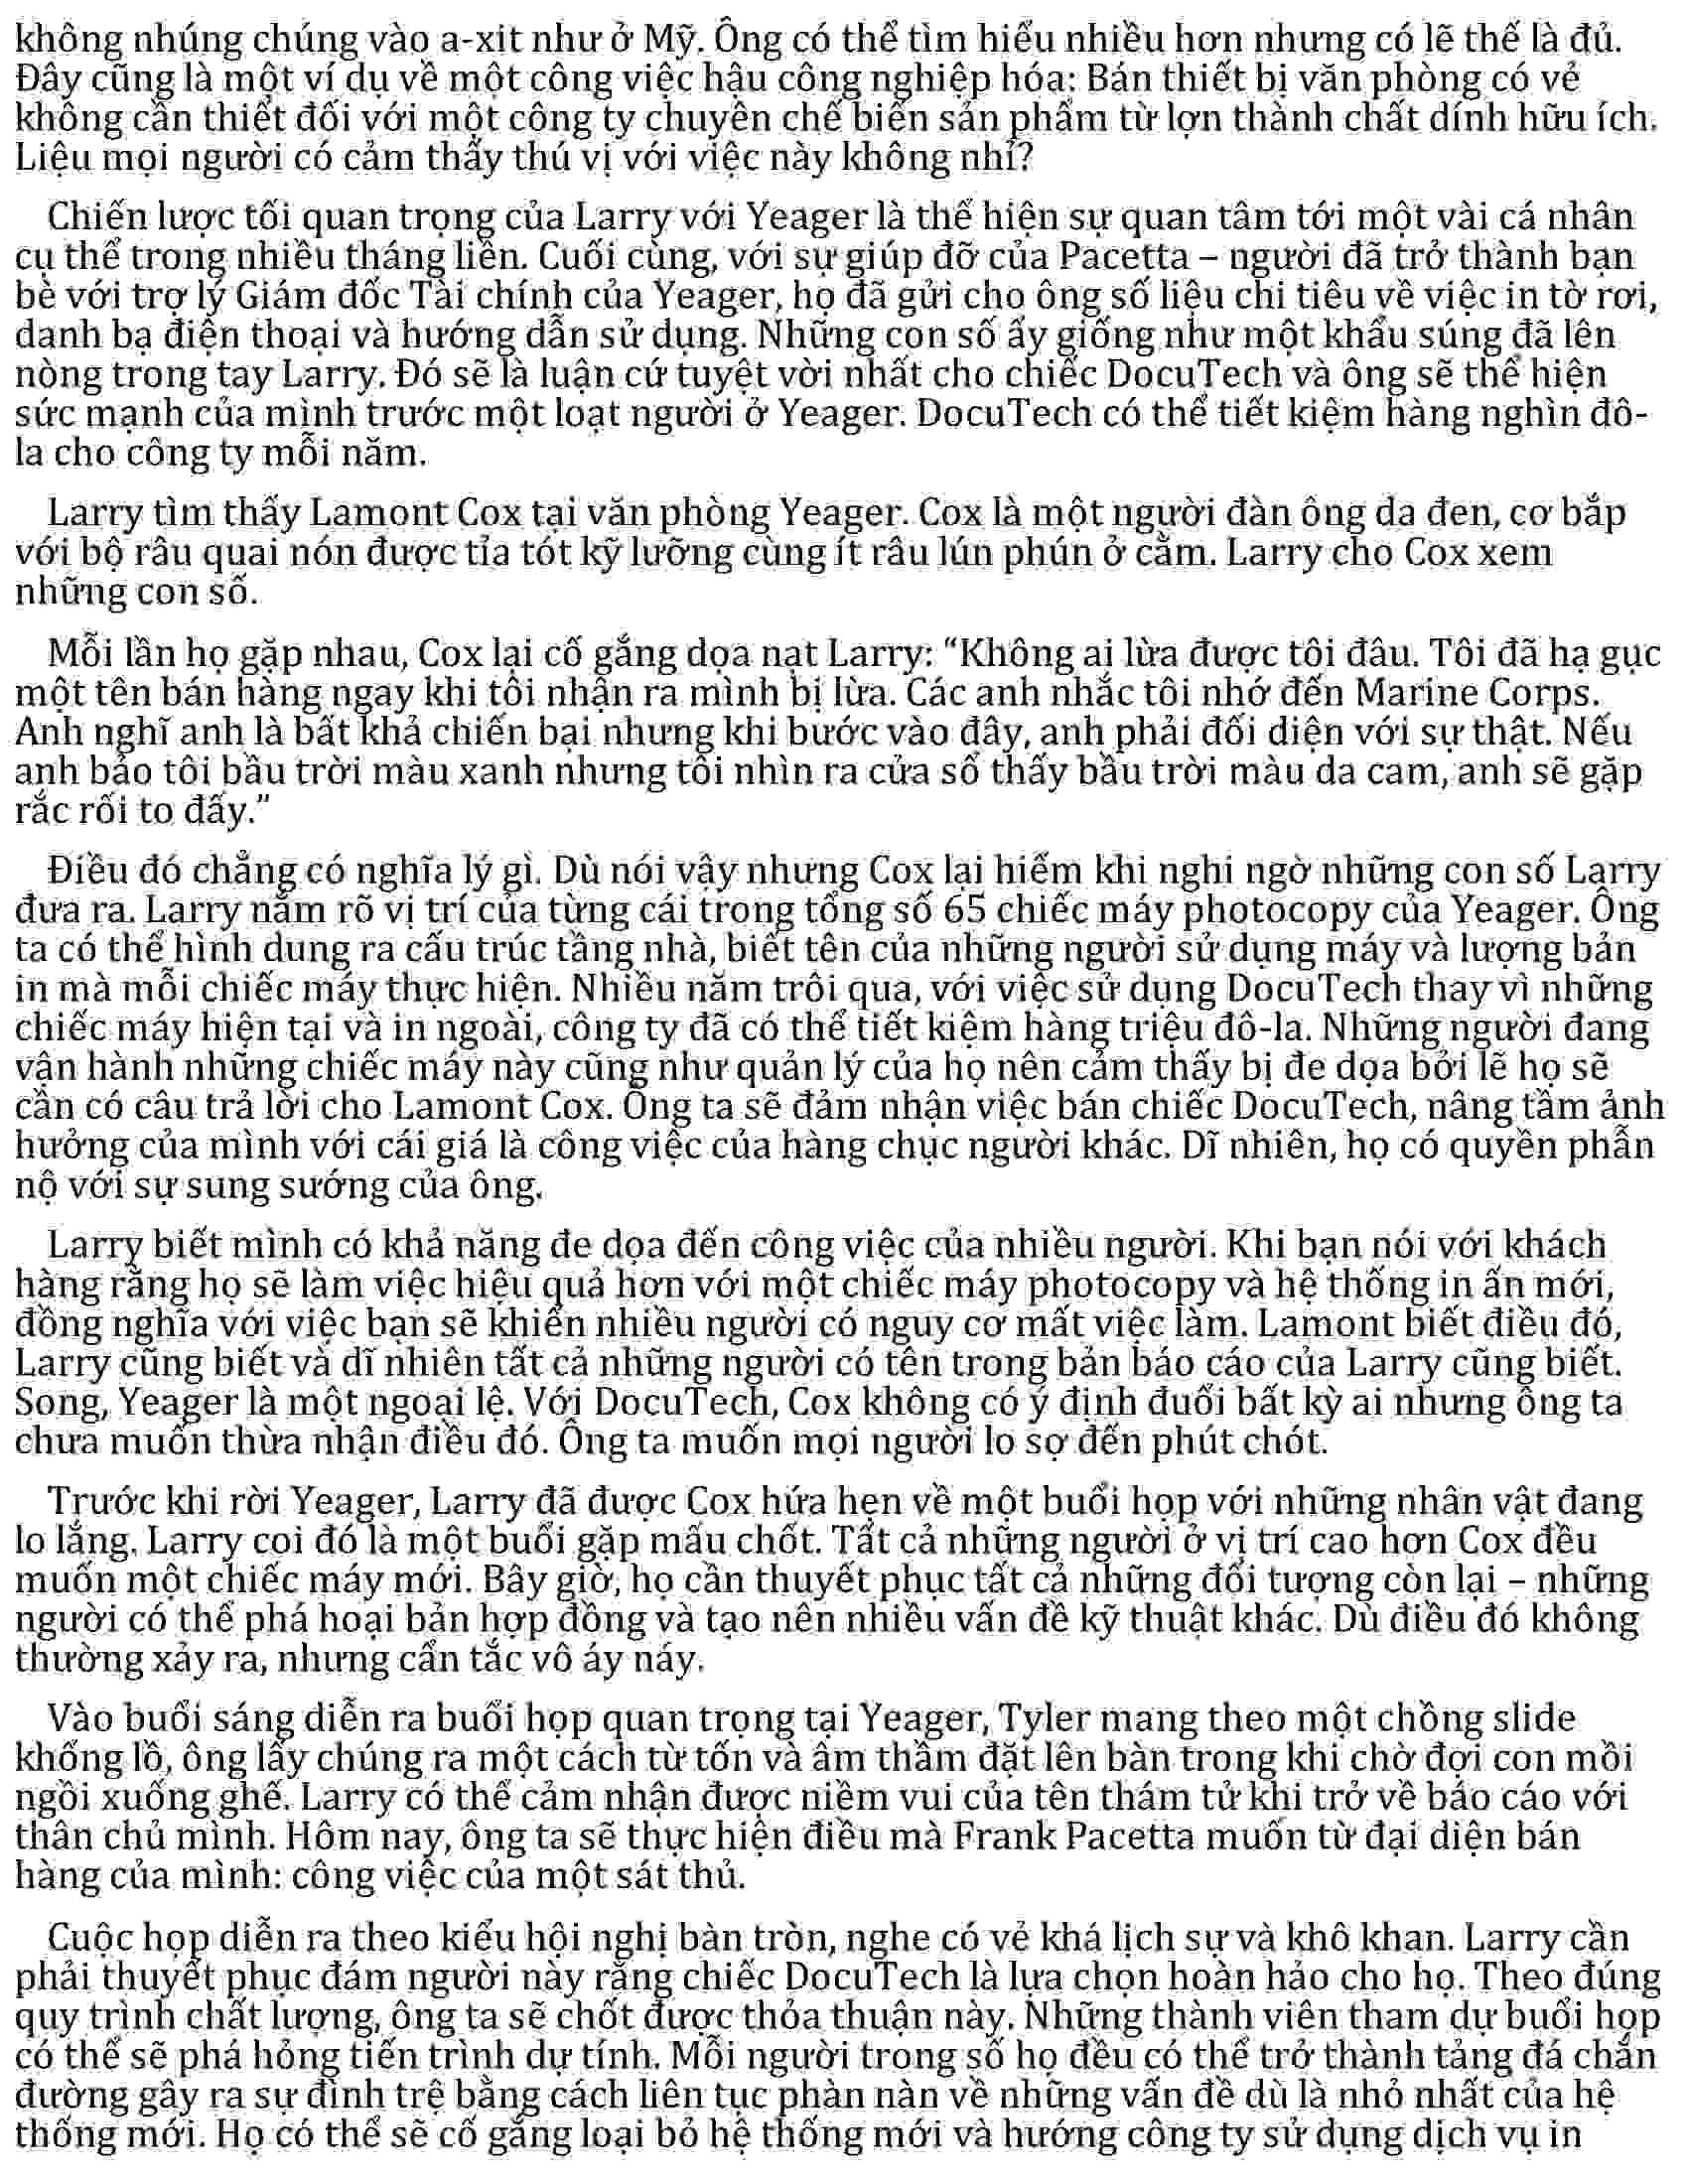 không nhúng chúng vào a-xit như ở Mỹ. Ông có thể tìm hiểu nhiều hơn nhưng có lẽ thế là đủ.
Đây cũng là một ví dụ về một công việc hậu công nghiệp hóa: Bán thiết bị văn phòng có vẻ
không cần thiết đối với một công ty chuyên chế biến sản phẩm từ lợn thành chất dính hữu ích.
Liệu mọi người có cảm thấy thú vị với việc này không nhỉ?
Chiến lược tối quan trọng của Larry với Yeager là thể hiện sự quan tâm tới một vài cá nhân
cụ thể trong nhiều tháng liền. Cuối cùng, với sự giúp đỡ của Pacetta – người đã trở thành bạn
bè với trợ lý Giám đốc Tài chính của Yeager, họ đã gửi cho ông số liệu chi tiêu về việc in tờ rơi,
danh bạ điện thoại và hướng dẫn sử dụng. Những con số ấy giống như một khẩu súng đã lên
nòng trong tay Larry. Đó sẽ là luận cứ tuyệt vời nhất cho chiếc DocuTech và ông sẽ thể hiện
sức mạnh của mình trước một loạt người ở Yeager. DocuTech có thể tiết kiệm hàng nghìn đô-
la cho công ty mỗi năm.
Larry tìm thấy Lamont Cox tại văn phòng Yeager. Cox là một người đàn ông da đen, cơ bắp
với bộ râu quai nón được tỉa tót kỹ lưỡng cùng ít râu lún phún ở cằm. Larry cho Cox xem
những con số.
Mỗi lần họ gặp nhau, Cox lại cố gắng dọa nạt Larry: “Không ai lừa được tôi đâu. Tôi đã hạ gục
một tên bán hàng ngay khi tôi nhận ra mình bị lừa. Các anh nhắc tôi nhớ đến Marine Corps.
Anh nghĩ anh là bất khả chiến bại nhưng khi bước vào đây, anh phải đối diện với sự thật. Nếu
anh bảo tôi bầu trời màu xanh nhưng tôi nhìn ra cửa sổ thấy bầu trời màu da cam, anh sẽ gặp
rắc rối to đấy.”
Điều đó chẳng có nghĩa lý gì. Dù nói vậy nhưng Cox lại hiếm khi nghi ngờ những con số Larry
đưa ra. Larry nắm rõ vị trí của từng cái trong tổng số 65 chiếc máy photocopy của Yeager. Ông
ta có thể hình dung ra cấu trúc tầng nhà, biết tên của những người sử dụng máy và lượng bản
in mà mỗi chiếc máy thực hiện. Nhiều năm trôi qua, với việc sử dụng DocuTech thay vì những
chiếc máy hiện tại và in ngoài, công ty đã có thể tiết kiệm hàng triệu đô-la. Những người đang
vận hành những chiếc máy này cũng như quản lý của họ nên cảm thấy bị đe dọa bởi lẽ họ sẽ
cần có câu trả lời cho Lamont Cox. Ông ta sẽ đảm nhận việc bán chiếc DocuTech, nâng tầm ảnh
hưởng của mình với cái giá là công việc của hàng chục người khác. Dĩ nhiên, họ có quyền phẫn
nộ với sự sung sướng của ông.
Larry biết mình có khả năng đe dọa đến công việc của nhiều người. Khi bạn nói với khách
hàng rằng họ sẽ làm việc hiệu quả hơn với một chiếc máy photocopy và hệ thống in ấn mới,
đồng nghĩa với việc bạn sẽ khiến nhiều người có nguy cơ mất việc làm. Lamont biết điều đó,
Larry cũng biết và dĩ nhiên tất cả những người có tên trong bản báo cáo của Larry cũng biết.
Song, Yeager là một ngoại lệ. Với DocuTech, Cox không có ý định đuổi bất kỳ ai nhưng ông ta
chưa muốn thừa nhận điều đó. Ông ta muốn mọi người lo sợ đến phút chót.
Trước khi rời Yeager, Larry đã được Cox hứa hẹn về một buổi họp với những nhân vật đang
lo lắng. Larry coi đó là một buổi gặp mấu chốt. Tất cả những người ở vị trí cao hơn Cox đều
muốn một chiếc máy mới. Bây giờ, họ cần thuyết phục tất cả những đối tượng còn lại – những
người có thể phá hoại bản hợp đồng và tạo nên nhiều vấn đề kỹ thuật khác. Dù điều đó không
thường xảy ra, nhưng cẩn tắc vô áy náy.
Vào buổi sáng diễn ra buổi họp quan trọng tại Yeager, Tyler mang theo một chồng slide
khổng lồ, ông lấy chúng ra một cách từ tốn và âm thầm đặt lên bàn trong khi chờ đợi con mồi
ngồi xuống ghế. Larry có thể cảm nhận được niềm vui của tên thám tử khi trở về báo cáo với
thân chủ mình. Hôm nay, ông ta sẽ thực hiện điều mà Frank Pacetta muốn từ đại diện bán
hàng của mình: công việc của một sát thủ.
Cuộc họp diễn ra theo kiểu hội nghị bàn tròn, nghe có vẻ khá lịch sự và khô khan. Larry cần
phải thuyết phục đám người này rằng chiếc DocuTech là lựa chọn hoàn hảo cho họ. Theo đúng
quy trình chất lượng, ông ta sẽ chốt được thỏa thuận này. Những thành viên tham dự buổi họp
có thể sẽ phá hỏng tiến trình dự tính. Mỗi người trong số họ đều có thể trở thành tảng đá chắn
đường gây ra sự đình trệ bằng cách liên tục phàn nàn về những vấn đề dù là nhỏ nhất của hệ
thống mới. Họ có thể sẽ cố gắng loại bỏ hệ thống mới và hướng công ty sử dụng dịch vụ in